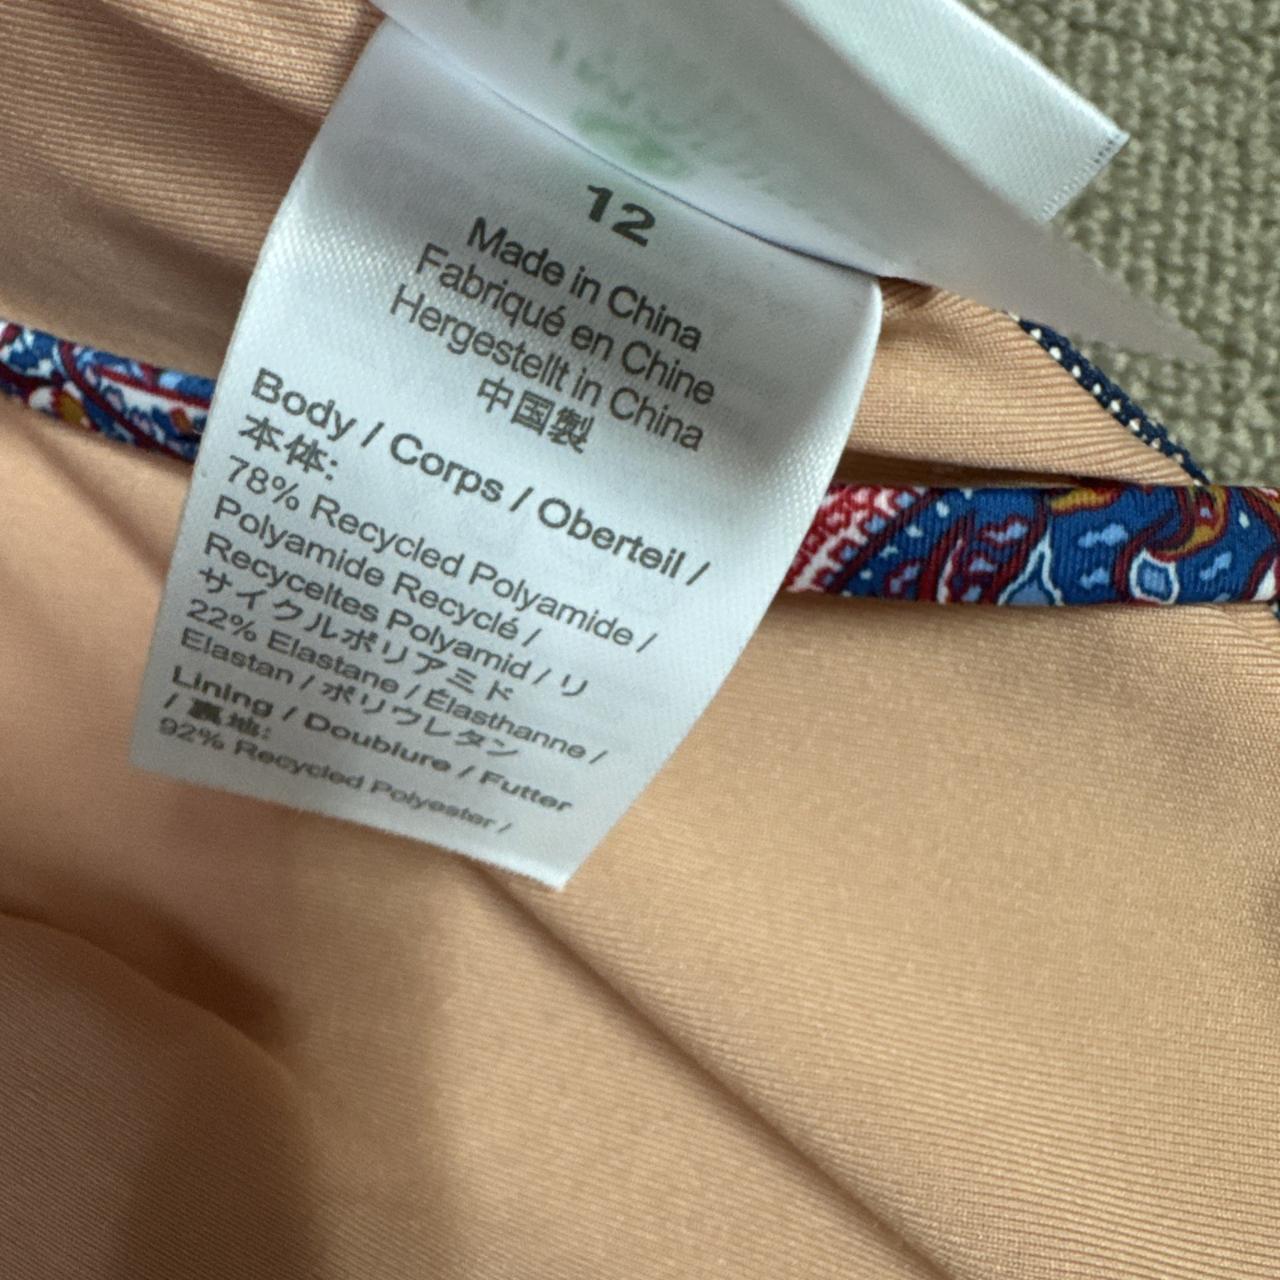 12
Made in China
Fabriqué en Chine
Hergestellt in China
中国製
Body / Corps / Oberteil /
本体:
78% Recycled Polyamide /
Polyamide Recyclé /
Recyceltes Polyamid / リ
サイクルポリアミド
22% Elastane / Élasthanne /
Elastan / ポリウレタン
Lining / Doublure / Futter
/ 裏地:
92% Recycled Polyester /